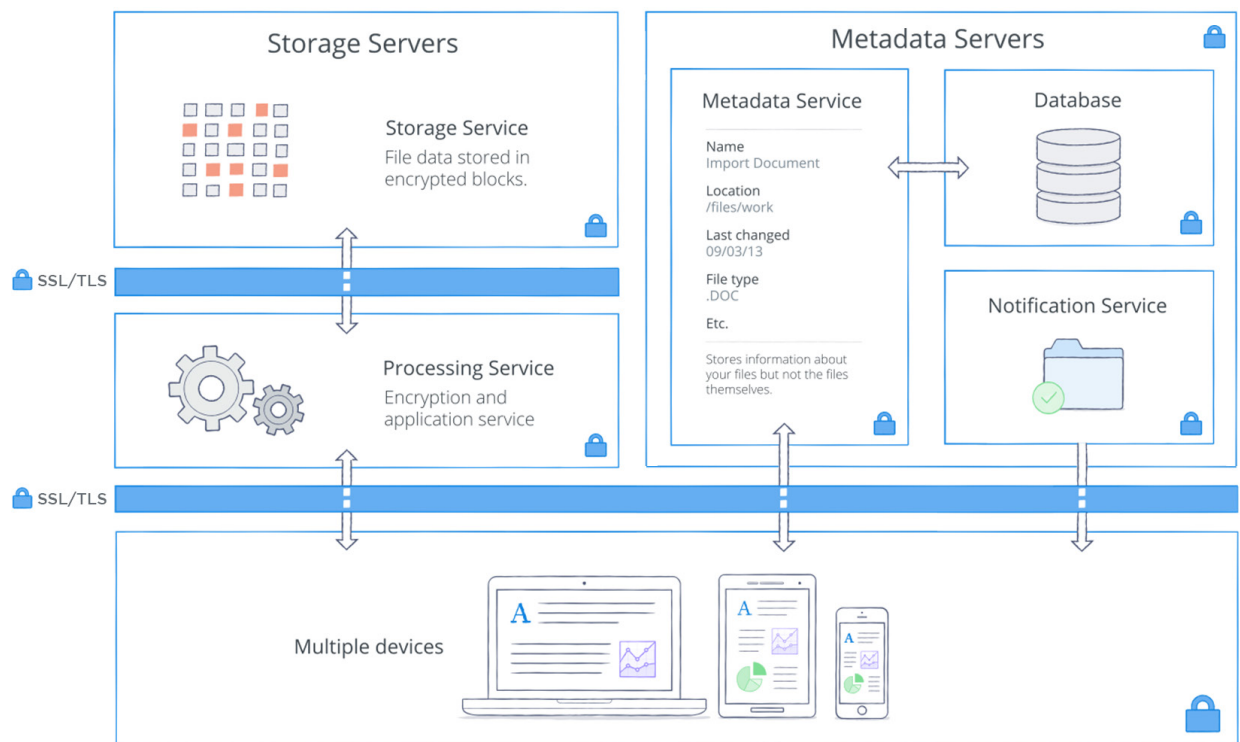 Storage Servers
Storage Service
File data stored in
encrypted blocks.
SSL/TLS
Processing Service
Encryption and
application service
Metadata Servers
Metadata Service
Name
Import Document
Location
/files/work
Last changed
09/03/13
File type
.DOC
Etc.
Stores information about
your files but not the files
themselves.
Database
Notification Service
SSL/TLS
Multiple devices
A
A
A